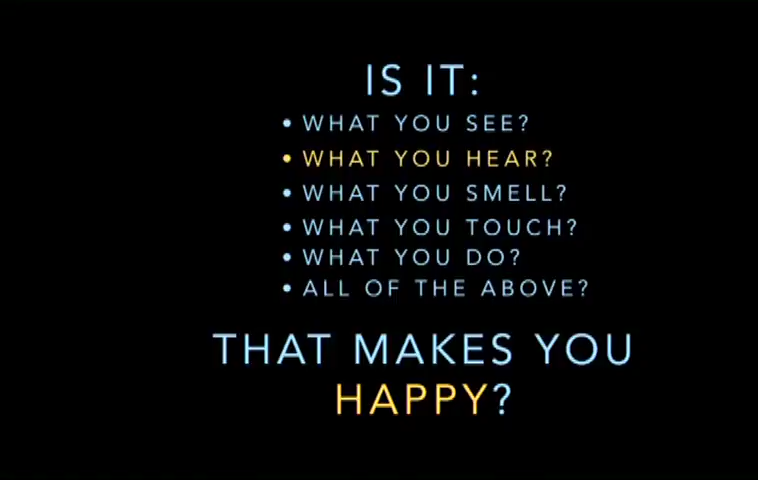 IS IT:
• WHAT YOU SEE?
• WHAT YOU HEAR?
• WHAT YOU SMELL?
• WHAT YOU TOUCH?
• WHAT YOU DO?
• ALL OF THE ABOVE?
THAT MAKES YOU
HAPPY?